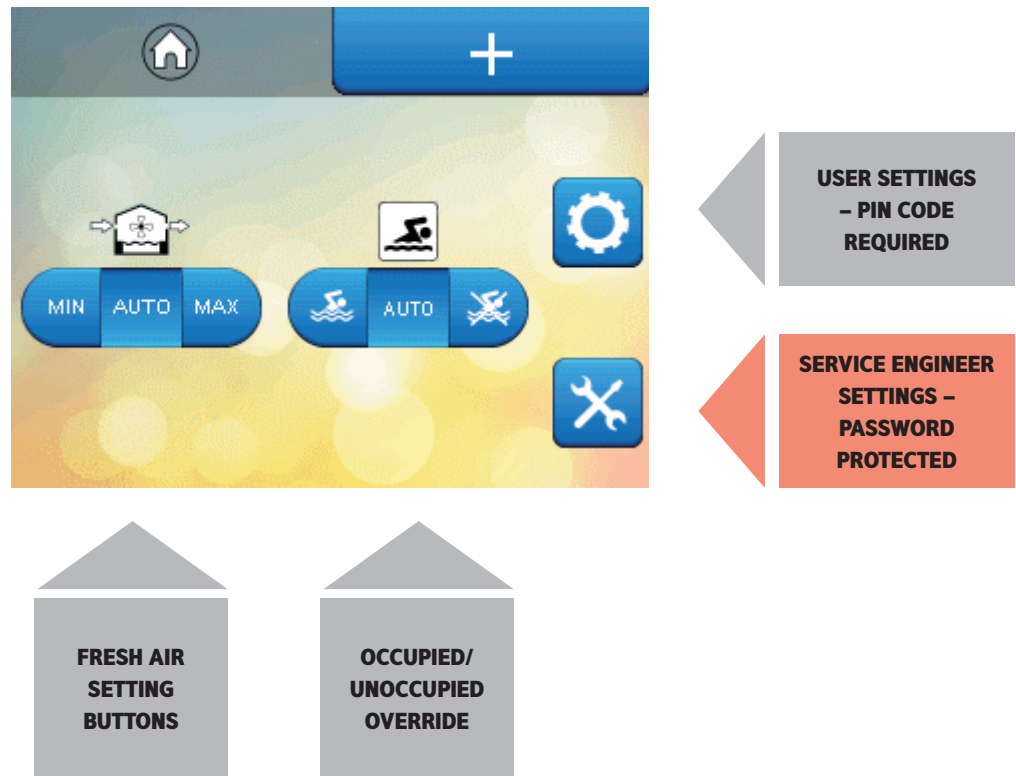 +
MIN AUTO MAX
AUTO
USER SETTINGS
– PIN CODE
REQUIRED
SERVICE ENGINEER
SETTINGS –
PASSWORD
PROTECTED
FRESH AIR
SETTING
BUTTONS
OCCUPIED/
UNOCCUPIED
OVERRIDE